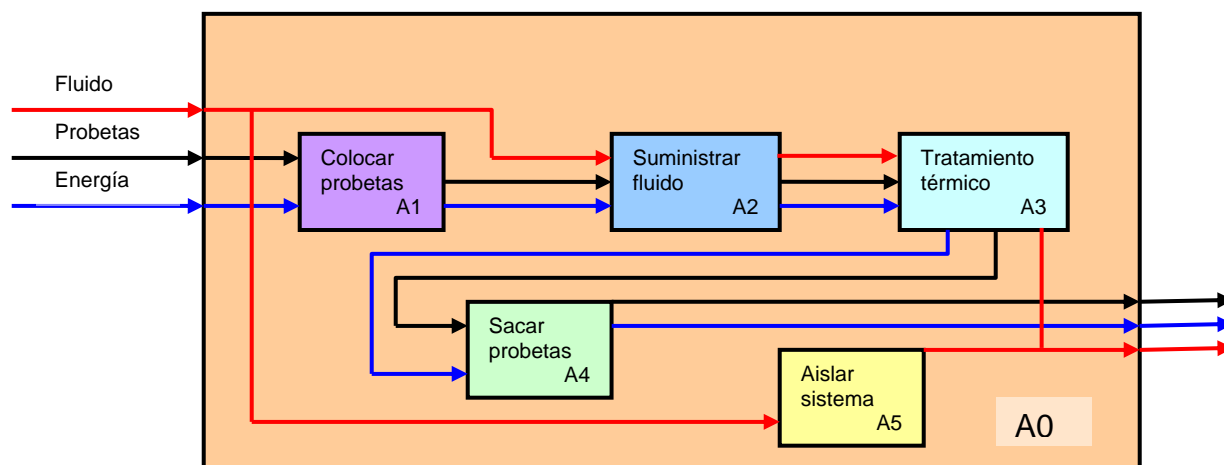 Fluido
Probetas
Energía
Colocar
probetas
A1
Suministrar
fluido
A2
Tratamiento
térmico
A3
Sacar
probetas
A4
Aislar
sistema
A5
A0